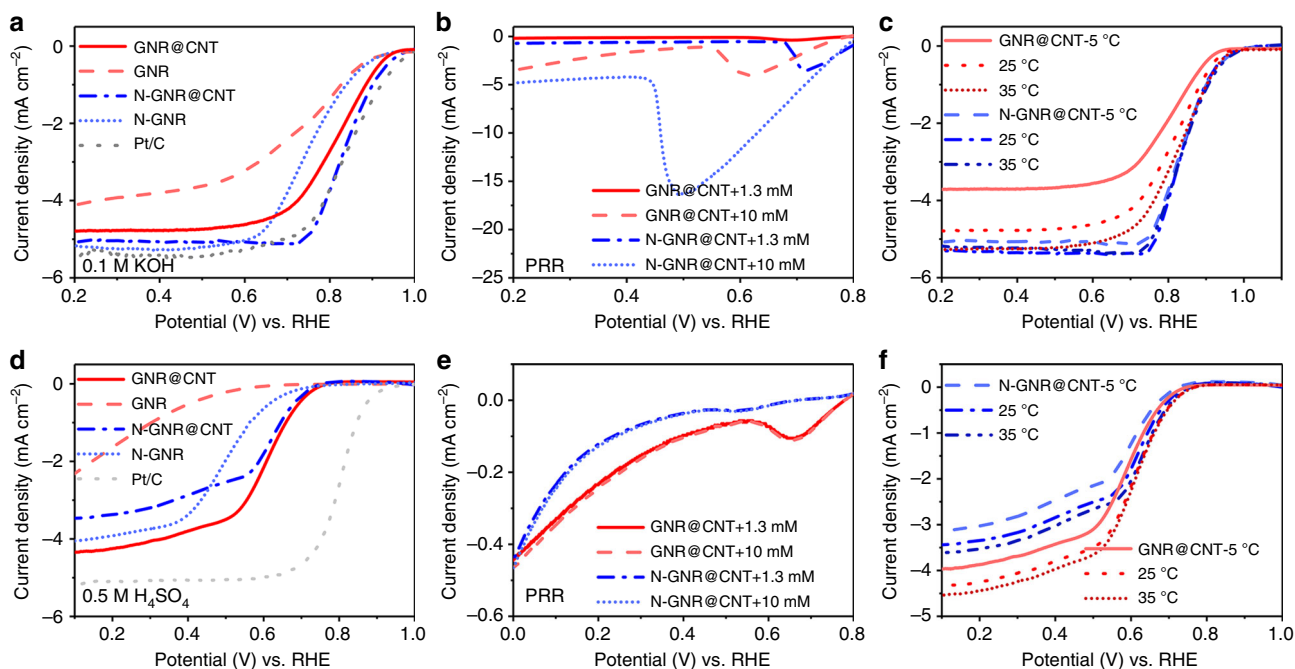 a
Current density (mA cm−2)
0
−2
−4
−6
GNR@CNT
GNR
N-GNR@CNT
N-GNR
Pt/C
0.1 M KOH
0.2 0.4 0.6 0.8 1.0
Potential (V) vs. RHE
b
Current density (mA cm−2)
0
−5
−10
−15
−20
−25
GNR@CNT+1.3 mM
GNR@CNT+10 mM
N-GNR@CNT+1.3 mM
N-GNR@CNT+10 mM
PRR
0.2 0.4 0.6 0.8
Potential (V) vs. RHE
c
Current density (mA cm−2)
0
−2
−4
−6
GNR@CNT-5 °C
25 °C
35 °C
N-GNR@CNT-5 °C
25 °C
35 °C
0.2 0.4 0.6 0.8 1.0
Potential (V) vs. RHE
d
Current density (mA cm−2)
0
−2
−4
−6
GNR@CNT
GNR
N-GNR@CNT
N-GNR
Pt/C
0.5 M H4SO4
0.2 0.4 0.6 0.8 1.0
Potential (V) vs. RHE
e
Current density (mA cm−2)
0.0
−0.2
−0.4
−0.6
GNR@CNT+1.3 mM
GNR@CNT+10 mM
N-GNR@CNT+1.3 mM
N-GNR@CNT+10 mM
PRR
0.0 0.2 0.4 0.6 0.8
Potential (V) vs. RHE
f
Current density (mA cm−2)
0
−1
−2
−3
−4
−5
N-GNR@CNT-5 °C
25 °C
35 °C
GNR@CNT-5 °C
25 °C
35 °C
0.2 0.4 0.6 0.8 1.0
Potential (V) vs. RHE